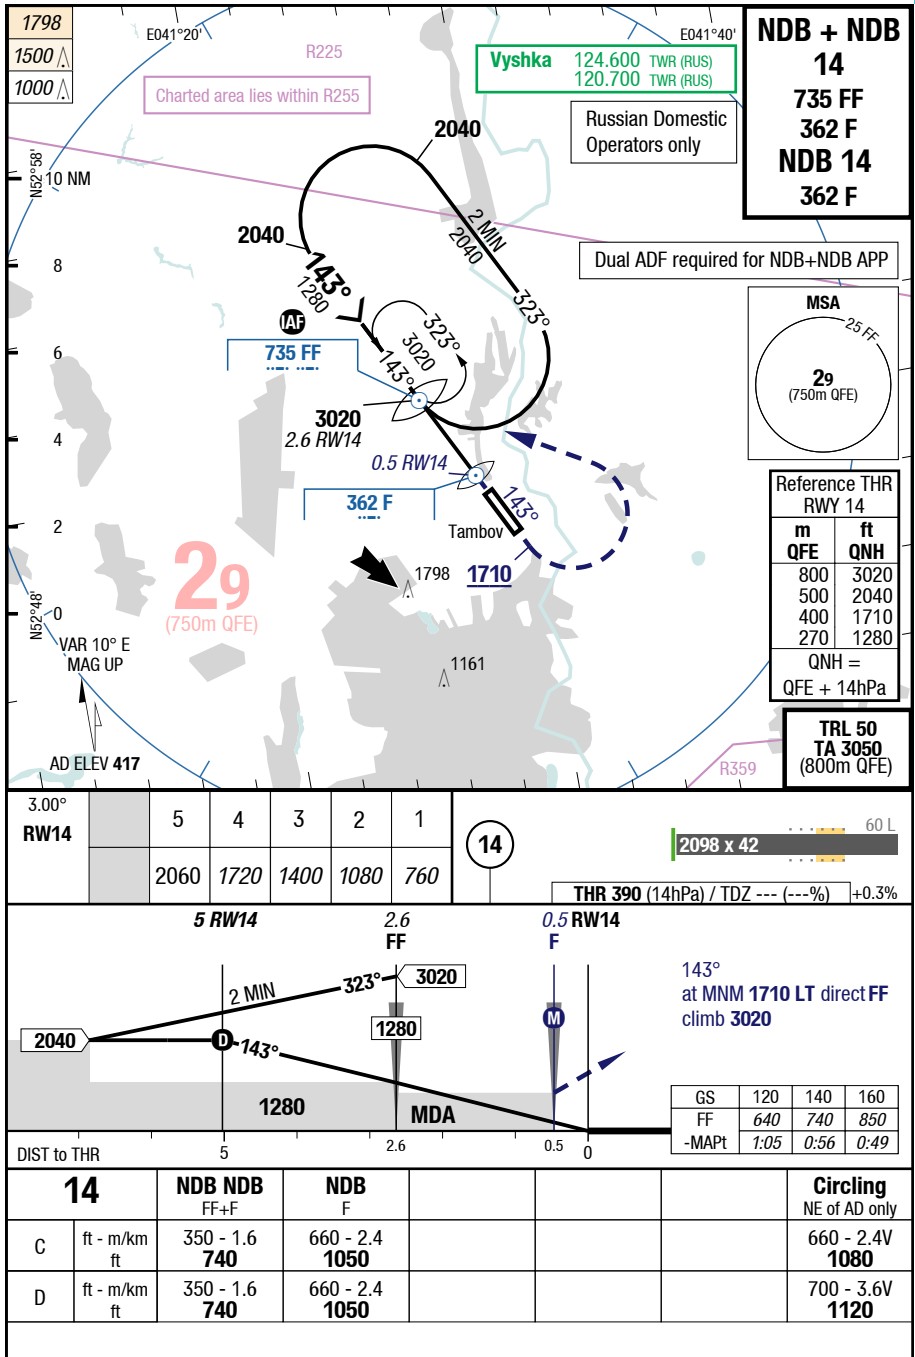 1798
1500
1000
E041°20'
R225
Charted area lies within R255
Vyshka 124.600 TWR (RUS)
120.700 TWR (RUS)
E041°40'
Russian Domestic
Operators only
NDB + NDB
14
735 FF
362 F
NDB 14
362 F
N52°58'
10 NM
2040
2 MIN
2040
2040
143°
1280
323°
Dual ADF required for NDB+NDB APP
8
IAF
735 FF
323°
3020
143°
MSA
25 FF
29
(750m QFE)
6
3020
2.6 RW14
4
0.5 RW14
362 F
143°
Tambov
Reference THR
RWY 14
m ft
QFE QNH
800 3020
500 2040
400 1710
270 1280
QNH =
QFE + 14hPa
2
29
(750m QFE)
1798
1710
N52°48'
0
VAR 10° E
MAG UP
1161
AD ELEV 417
R359
TRL 50
TA 3050
(800m QFE)
3.00°
RW14
5 4 3 2 1
2060 1720 1400 1080 760
14
60 L
2098 x 42
THR 390 (14hPa) / TDZ --- (---%) +0.3%
5 RW14 2.6 0.5 RW14
FF F
2 MIN
323°
3020
2040
D
143°
1280
M
143°
at MNM 1710 LT direct FF
climb 3020
1280
MDA
GS 120 140 160
FF 640 740 850
-MAPt 1:05 0:56 0:49
DIST to THR 5 2.6 0.5 0
14 NDB NDB NDB Circling
FF+F F NE of AD only
C ft - m/km 350 - 1.6 660 - 2.4 660 - 2.4V
ft 740 1050 1080
D ft - m/km 350 - 1.6 660 - 2.4 700 - 3.6V
ft 740 1050 1120